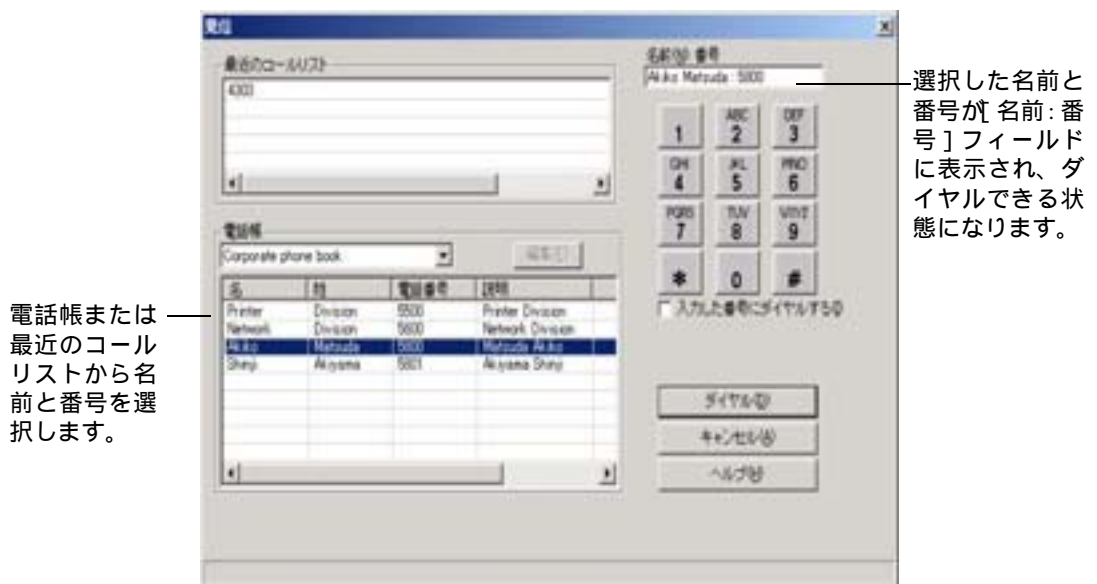 発信
最近のコールリスト
4303
電話帳
Corporate phone book
編集(E)
名 姓 電話番号 説明
Printer Division 5500 Printer Division
Network Division 5600 Network Division
Akiko Matsuda 5800 Matsuda Akiko
Shinji Akiyama 5801 Akiyama Shinji
名前(N): 番号
Akiko Matsuda : 5800
1 ABC 2 DEF 3
GHI 4 JKL 5 MNO 6
PQRS 7 TUV 8 WXYZ 9
* 0 #
入力した番号にダイヤルする
ダイヤル(D)
キャンセル(A)
ヘルプ(H)
電話帳または
最近のコール
リストから名
前と番号を選
択します。
選択した名前と
番号が[ 名前: 番
号 ] フィールド
に表示され、ダ
イヤルできる状
態になります。